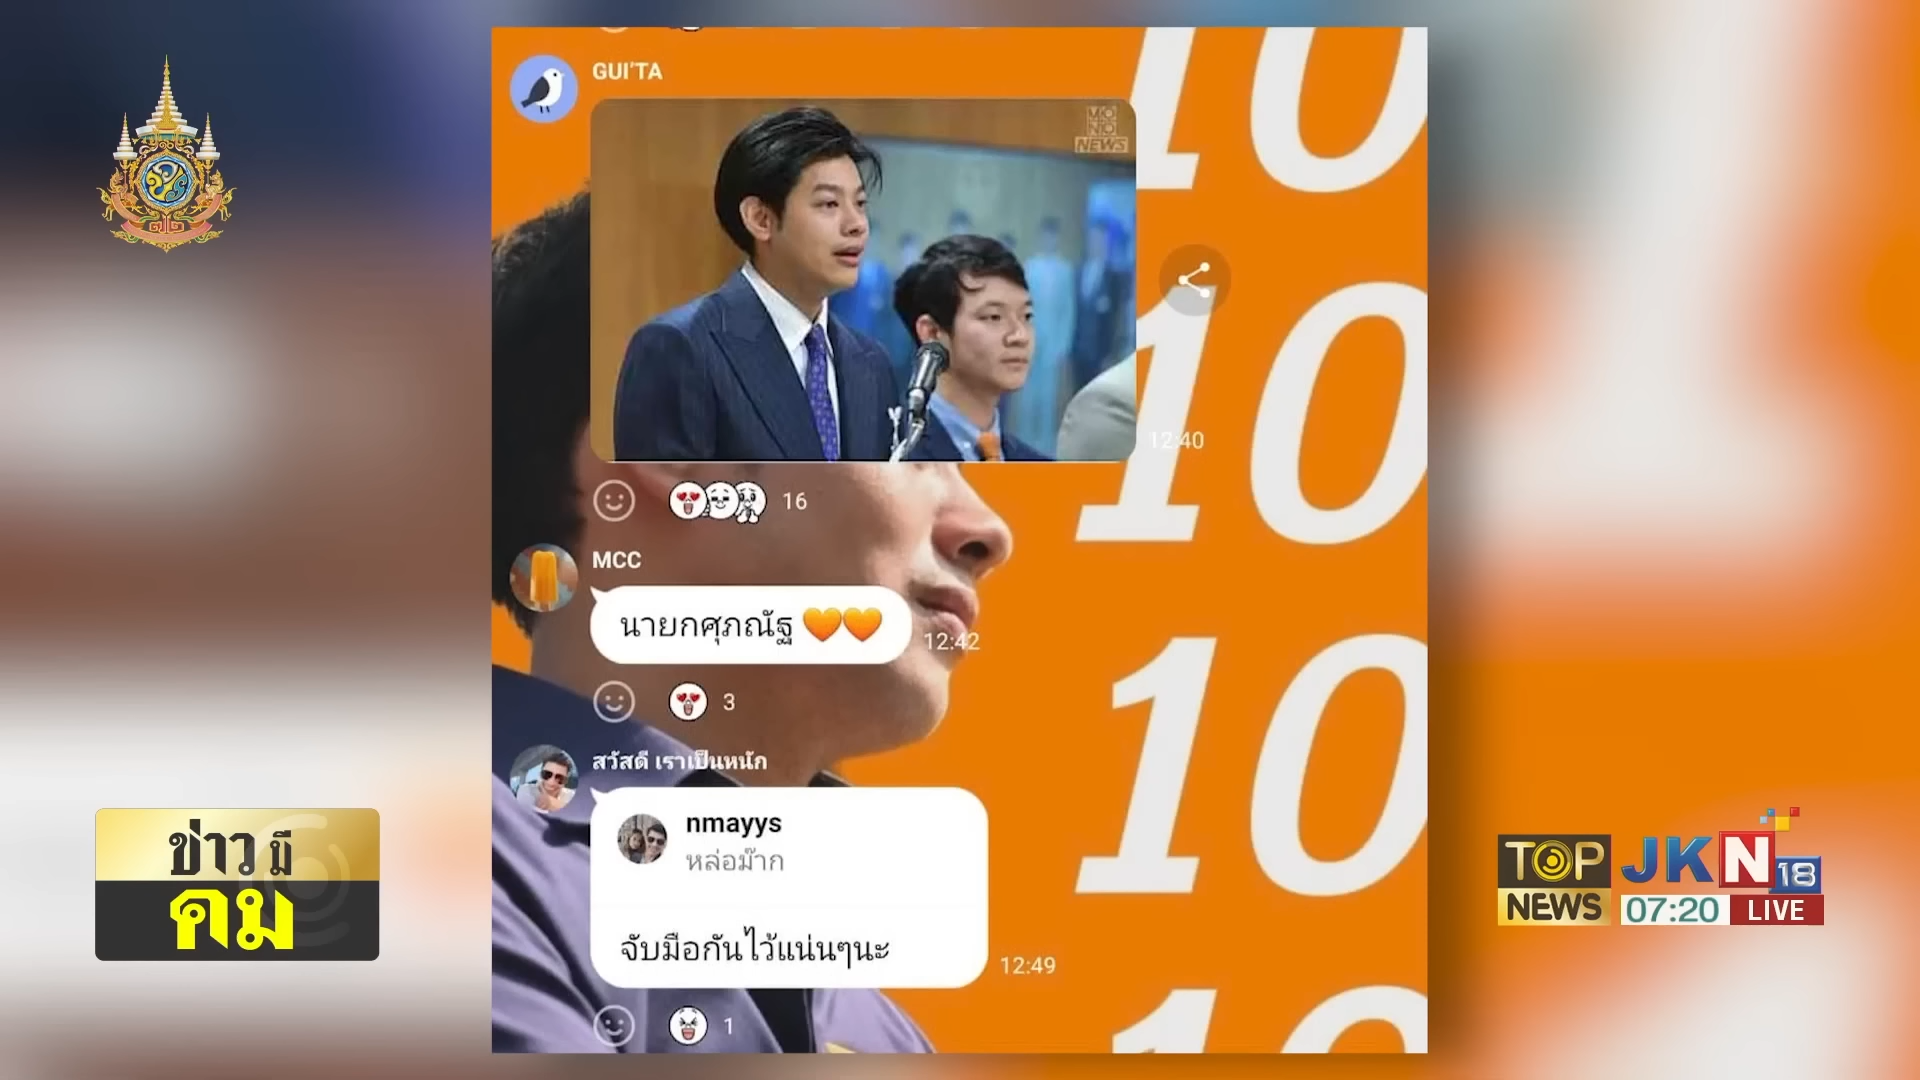 GUI'TA
MONO
NEWS
10
10
12:40
16
MCC
นายกศุภณัฐ 🧡🧡
12:42
3
10
สวัสดี เราเป็นหนัก
nmayys
หล่อม๊าก
จับมือกันไว้แน่นๆนะ
12:49
1
10
ข่าว มี
คม
TOP
NEWS
JKN
18
07:20
LIVE